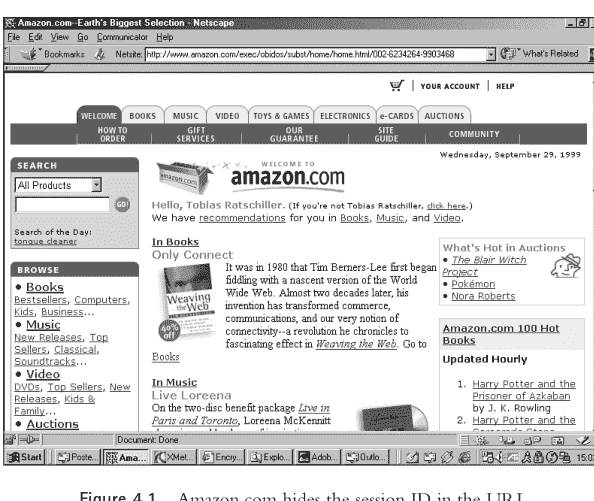 Amazon.com--Earth's Biggest Selection - Netscape
File Edit View Go Communicator Help
Bookmarks Netsite: http://www.amazon.com/exec/obidos/subst/home/home.html/002-6234264-9903468 What's Related
YOUR ACCOUNT | HELP
WELCOME BOOKS MUSIC VIDEO TOYS & GAMES ELECTRONICS e-CARDS AUCTIONS
HOW TO ORDER GIFT SERVICES OUR GUARANTEE SITE GUIDE COMMUNITY
Wednesday, September 29, 1999
SEARCH
All Products
GO!
Search of the Day:
tongue cleaner
BROWSE
• Books
Bestsellers, Computers,
Kids, Business...
• Music
New Releases, Top
Sellers, Classical,
Soundtracks...
• Video
DVDs, Top Sellers, New
Releases, Kids &
Family...
• Auctions
WELCOME TO
amazon.com
Hello, Tobias Ratschiller. (If you're not Tobias Ratschiller, click here.)
We have recommendations for you in Books, Music, and Video.
In Books
Only Connect
Weaving
the Web
40%
off
It was in 1980 that Tim Berners-Lee first began
fiddling with a nascent version of the World
Wide Web. Almost two decades later, his
invention has transformed commerce,
communications, and our very notion of
connectivity--a revolution he chronicles to
fascinating effect in Weaving the Web. Go to
Books
In Music
Live Loreena
On the two-disc benefit package Live in
Paris and Toronto, Loreena McKennitt
What's Hot in Auctions
• The Blair Witch
Project
• Pokémon
• Nora Roberts
Amazon.com 100 Hot
Books
Updated Hourly
1. Harry Potter and the
Prisoner of Azkaban
by J. K. Rowling
2. Harry Potter and the
Document: Done
Start Poste... Ama... XMet... Encry... Explo... Adob... Outlo... 15:0
Figure 4.1 Amazon.com hides the session ID in the URL